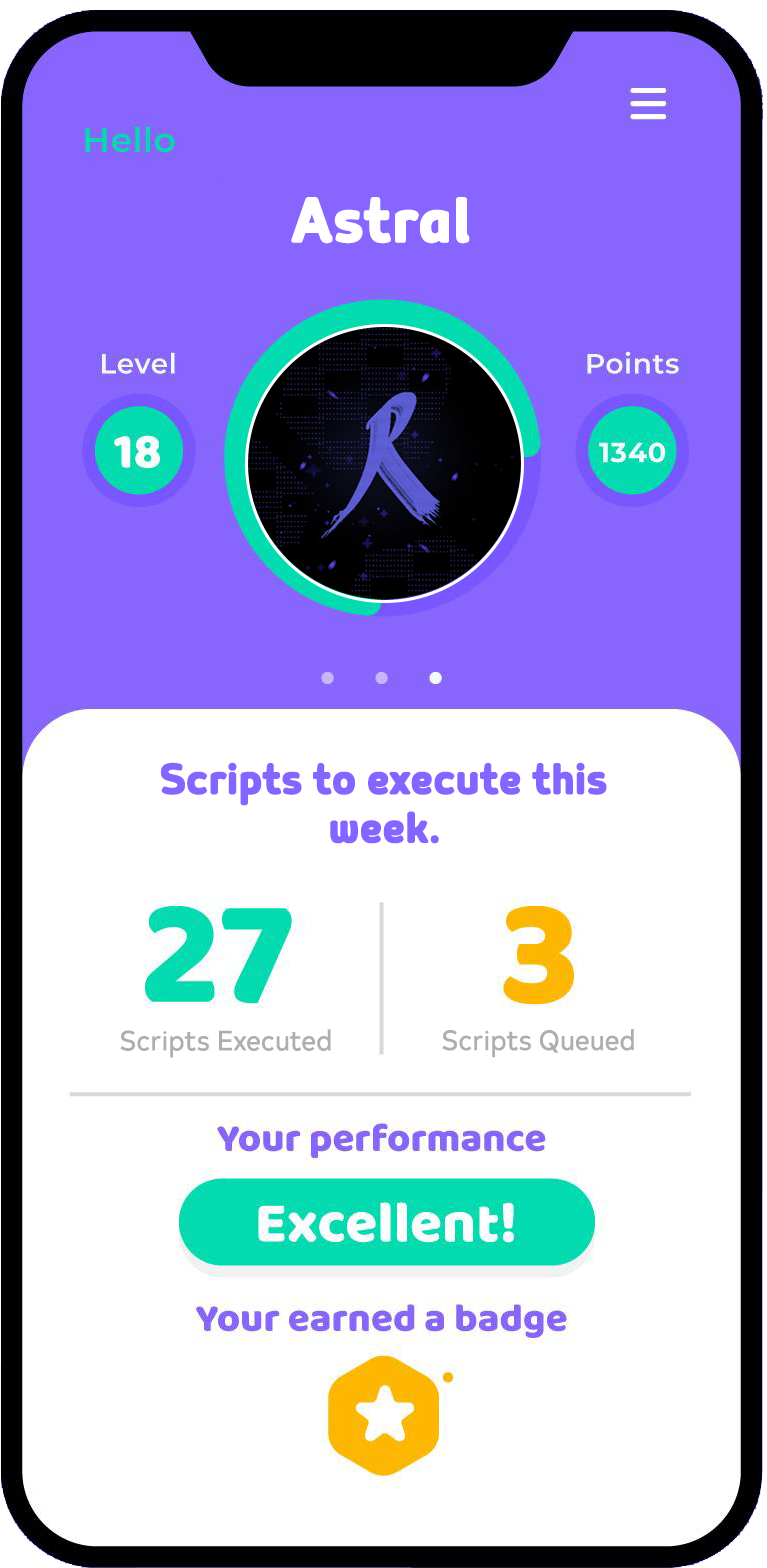 Hello
Astral
Level
Points
18
1340
Scripts to execute this
week.
27
3
Scripts Executed
Scripts Queued
Your performance
Excellent!
Your earned a badge